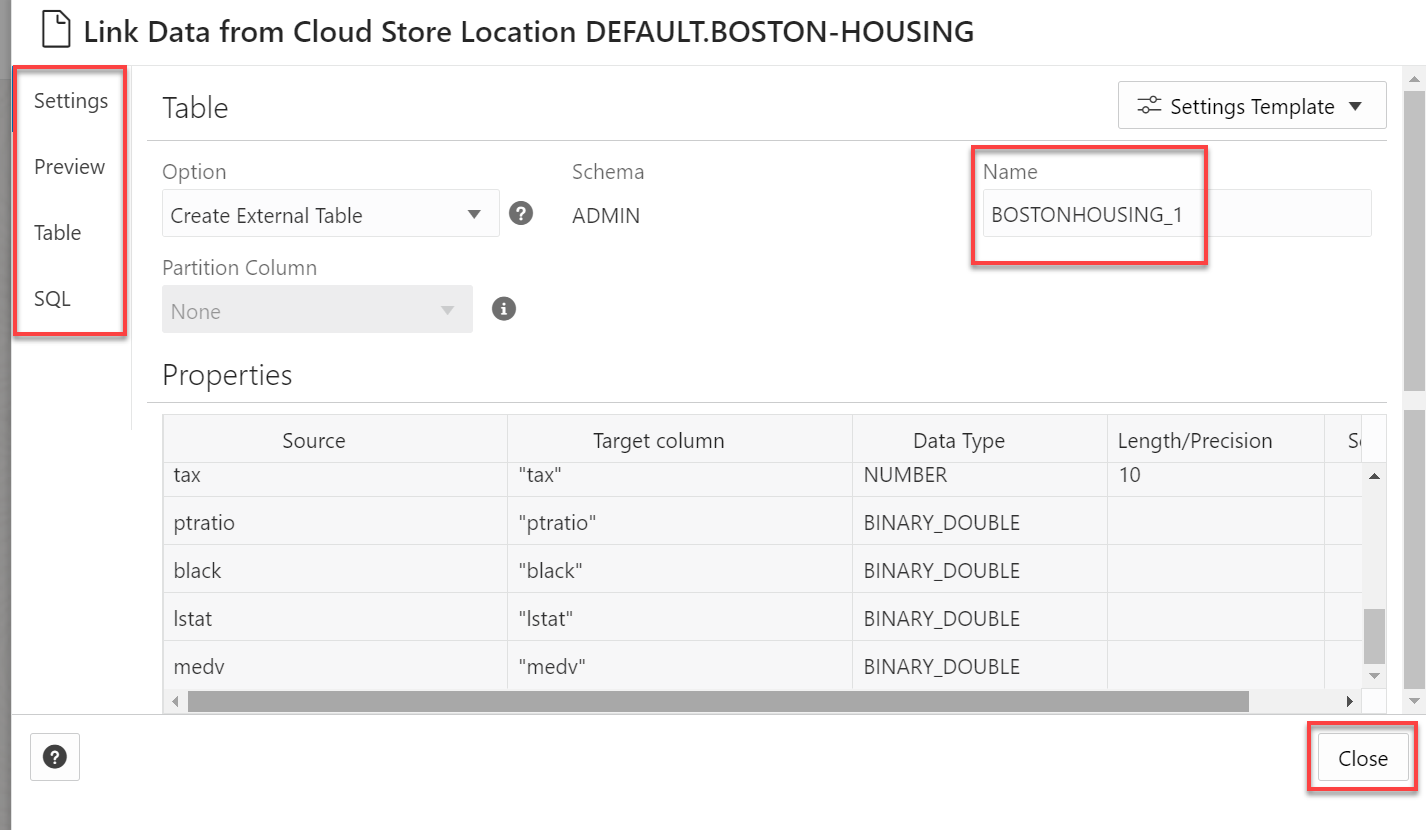 Link Data from Cloud Store Location DEFAULT.BOSTON-HOUSING
Settings
Preview
Table
SQL
Table
Settings Template
Option
Schema
Name
Create External Table
?
ADMIN
BOSTONHOUSING_1
Partition Column
None
i
Properties
Source Target column Data Type Length/Precision
tax "tax" NUMBER 10
ptratio "ptratio" BINARY_DOUBLE
black "black" BINARY_DOUBLE
lstat "lstat" BINARY_DOUBLE
medv "medv" BINARY_DOUBLE
?
Close